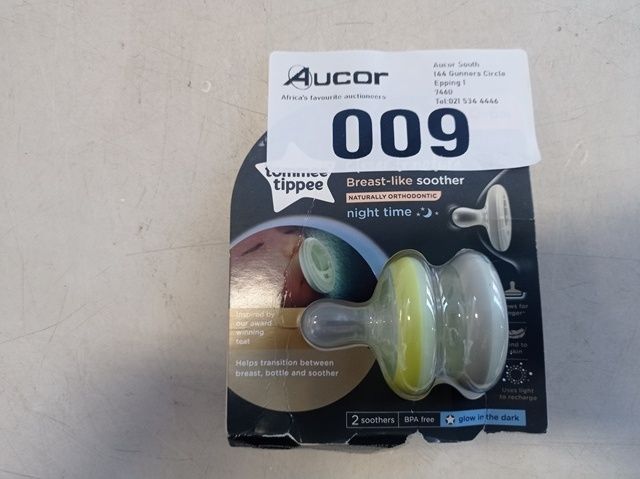 Aucor
Africa's favourite auctioneers
Aucor South
144 Gunners Circle
Epping 1
7460
Tel:021 534 4446
009
tommee
tippee
Breast-like soother
NATURALLY ORTHODONTIC
night time
Inspired by
our award
winning
teat
Helps transition between
breast, bottle and soother
Uses light
to recharge
2 soothers
BPA free
glow in the dark